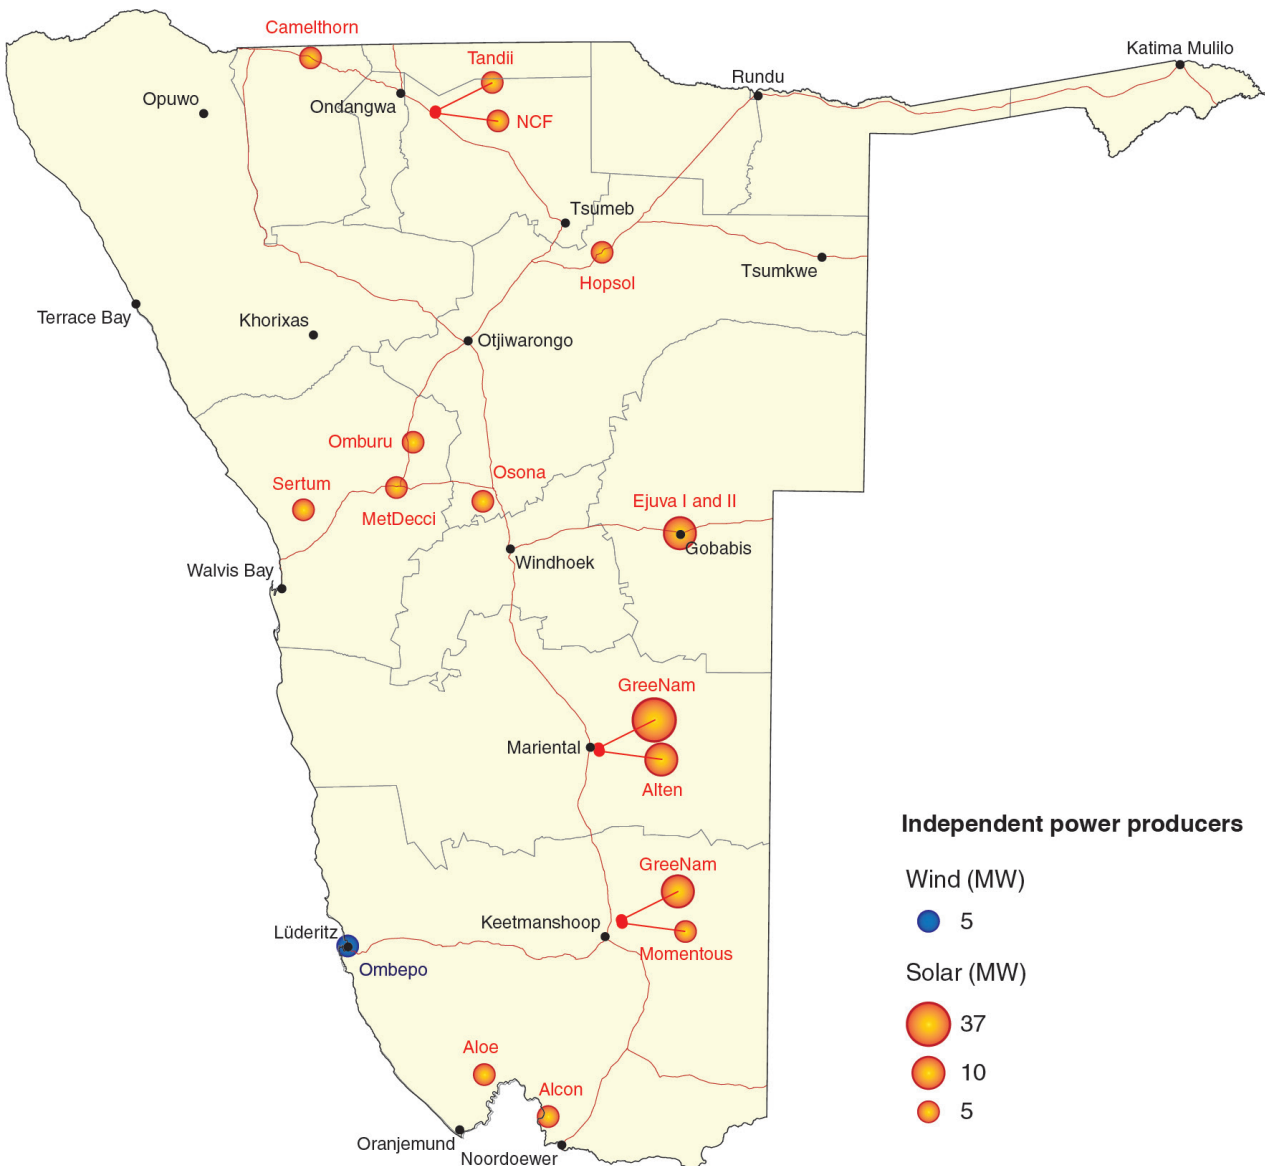 Camelthorn
Tandii
Katima Mulilo
Rundu
Opuwo
Ondangwa
NCF
Tsumeb
Tsumkwe
Hopsol
Terrace Bay
Khorixas
Otjiwarongo
Omburu
Sertum
Osona
MetDecci
Ejuva I and II
Gobabis
Windhoek
Walvis Bay
GreeNam
Mariental
Alten
Independent power producers
Wind (MW)
5
Solar (MW)
37
10
5
GreeNam
Keetmanshoop
Momentous
Lüderitz
Ombepo
Aloe
Alcon
Oranjemund
Noordoewer